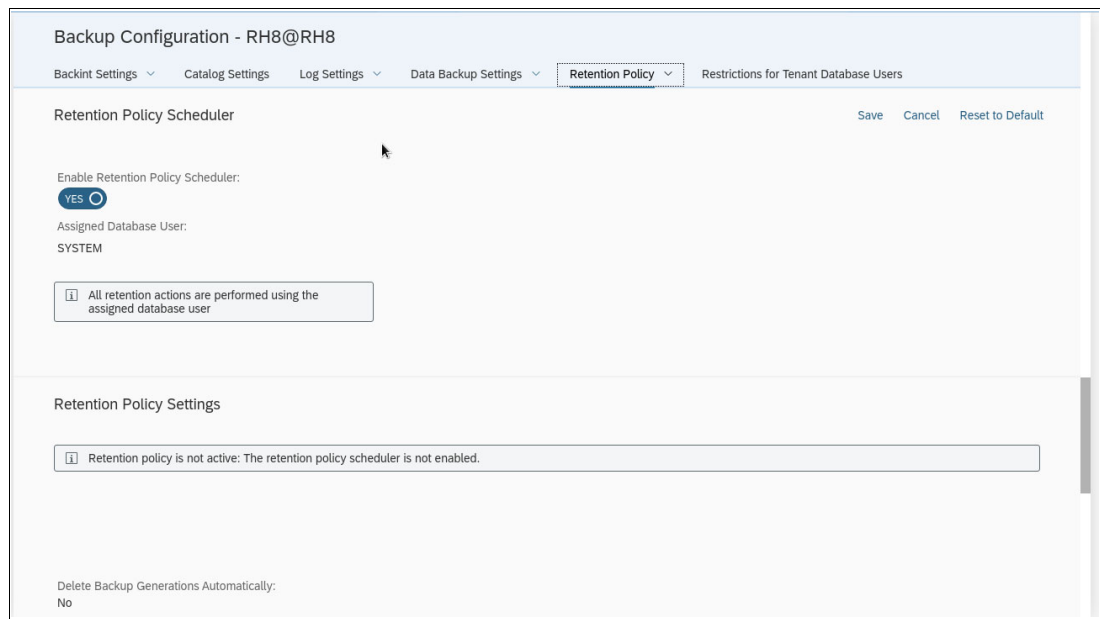 Backup Configuration - RH8@RH8
Backint Settings Catalog Settings Log Settings Data Backup Settings Retention Policy Restrictions for Tenant Database Users
Retention Policy Scheduler Save Cancel Reset to Default
Enable Retention Policy Scheduler:
YES
Assigned Database User:
SYSTEM
All retention actions are performed using the
assigned database user
Retention Policy Settings
Retention policy is not active: The retention policy scheduler is not enabled.
Delete Backup Generations Automatically:
No